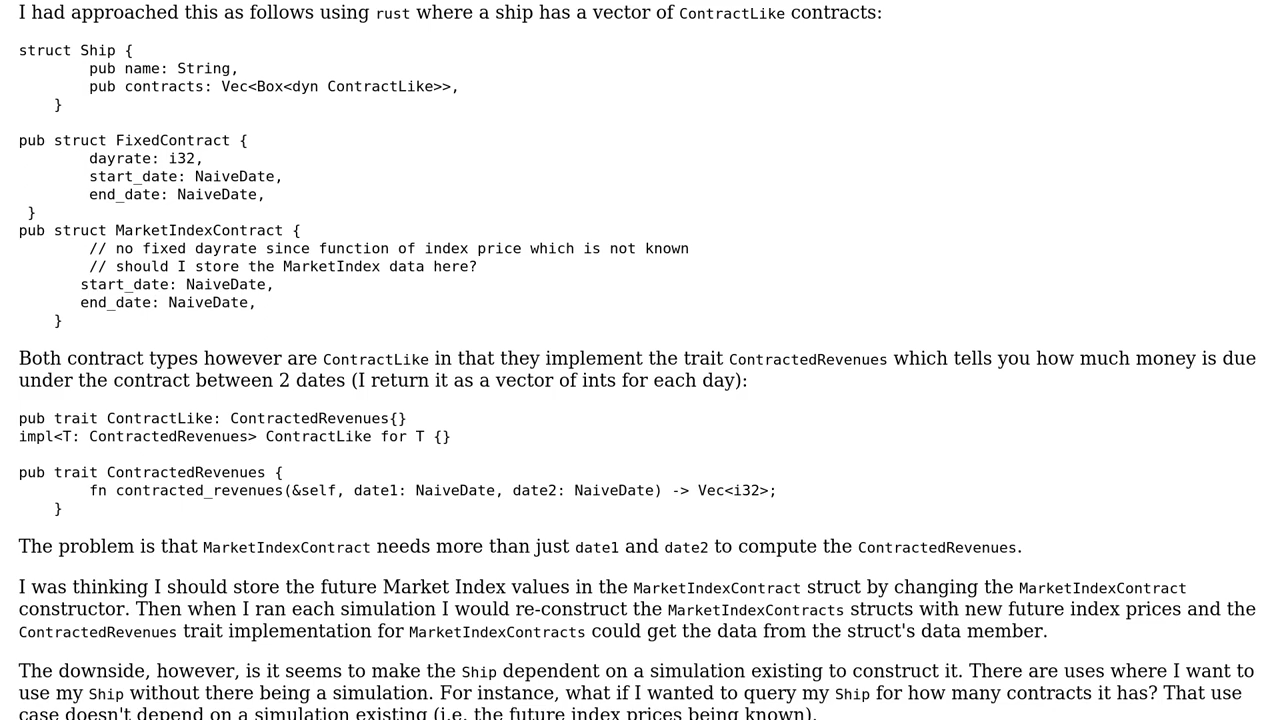 I had approached this as follows using rust where a ship has a vector of ContractLike contracts:
struct Ship {
        pub name: String,
        pub contracts: Vec<Box<dyn ContractLike>>,
    }
pub struct FixedContract {
        dayrate: i32,
        start_date: NaiveDate,
        end_date: NaiveDate,
 }
pub struct MarketIndexContract {
        // no fixed dayrate since function of index price which is not known
        // should I store the MarketIndex data here?
       start_date: NaiveDate,
       end_date: NaiveDate,
    }
Both contract types however are ContractLike in that they implement the trait ContractedRevenues which tells you how much money is due
under the contract between 2 dates (I return it as a vector of ints for each day):
pub trait ContractLike: ContractedRevenues{}
impl<T: ContractedRevenues> ContractLike for T {}
pub trait ContractedRevenues {
        fn contracted_revenues(&self, date1: NaiveDate, date2: NaiveDate) -> Vec<i32>;
    }
The problem is that MarketIndexContract needs more than just date1 and date2 to compute the ContractedRevenues.
I was thinking I should store the future Market Index values in the MarketIndexContract struct by changing the MarketIndexContract
constructor. Then when I ran each simulation I would re-construct the MarketIndexContracts structs with new future index prices and the
ContractedRevenues trait implementation for MarketIndexContracts could get the data from the struct's data member.
The downside, however, is it seems to make the Ship dependent on a simulation existing to construct it. There are uses where I want to
use my Ship without there being a simulation. For instance, what if I wanted to query my Ship for how many contracts it has? That use
case doesn't depend on a simulation existing (i.e. the future index prices being known).